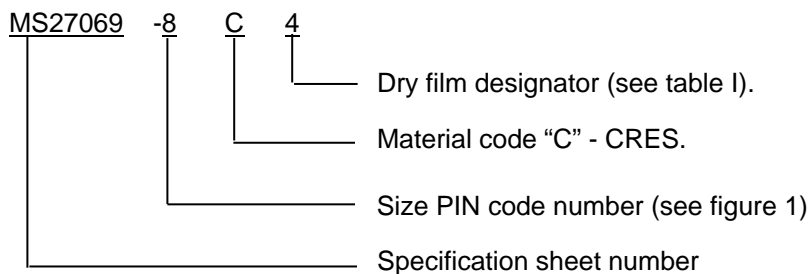 MS27069 -8 C 4
Dry film designator (see table I).
Material code “C” - CRES.
Size PIN code number (see figure 1)
Specification sheet number